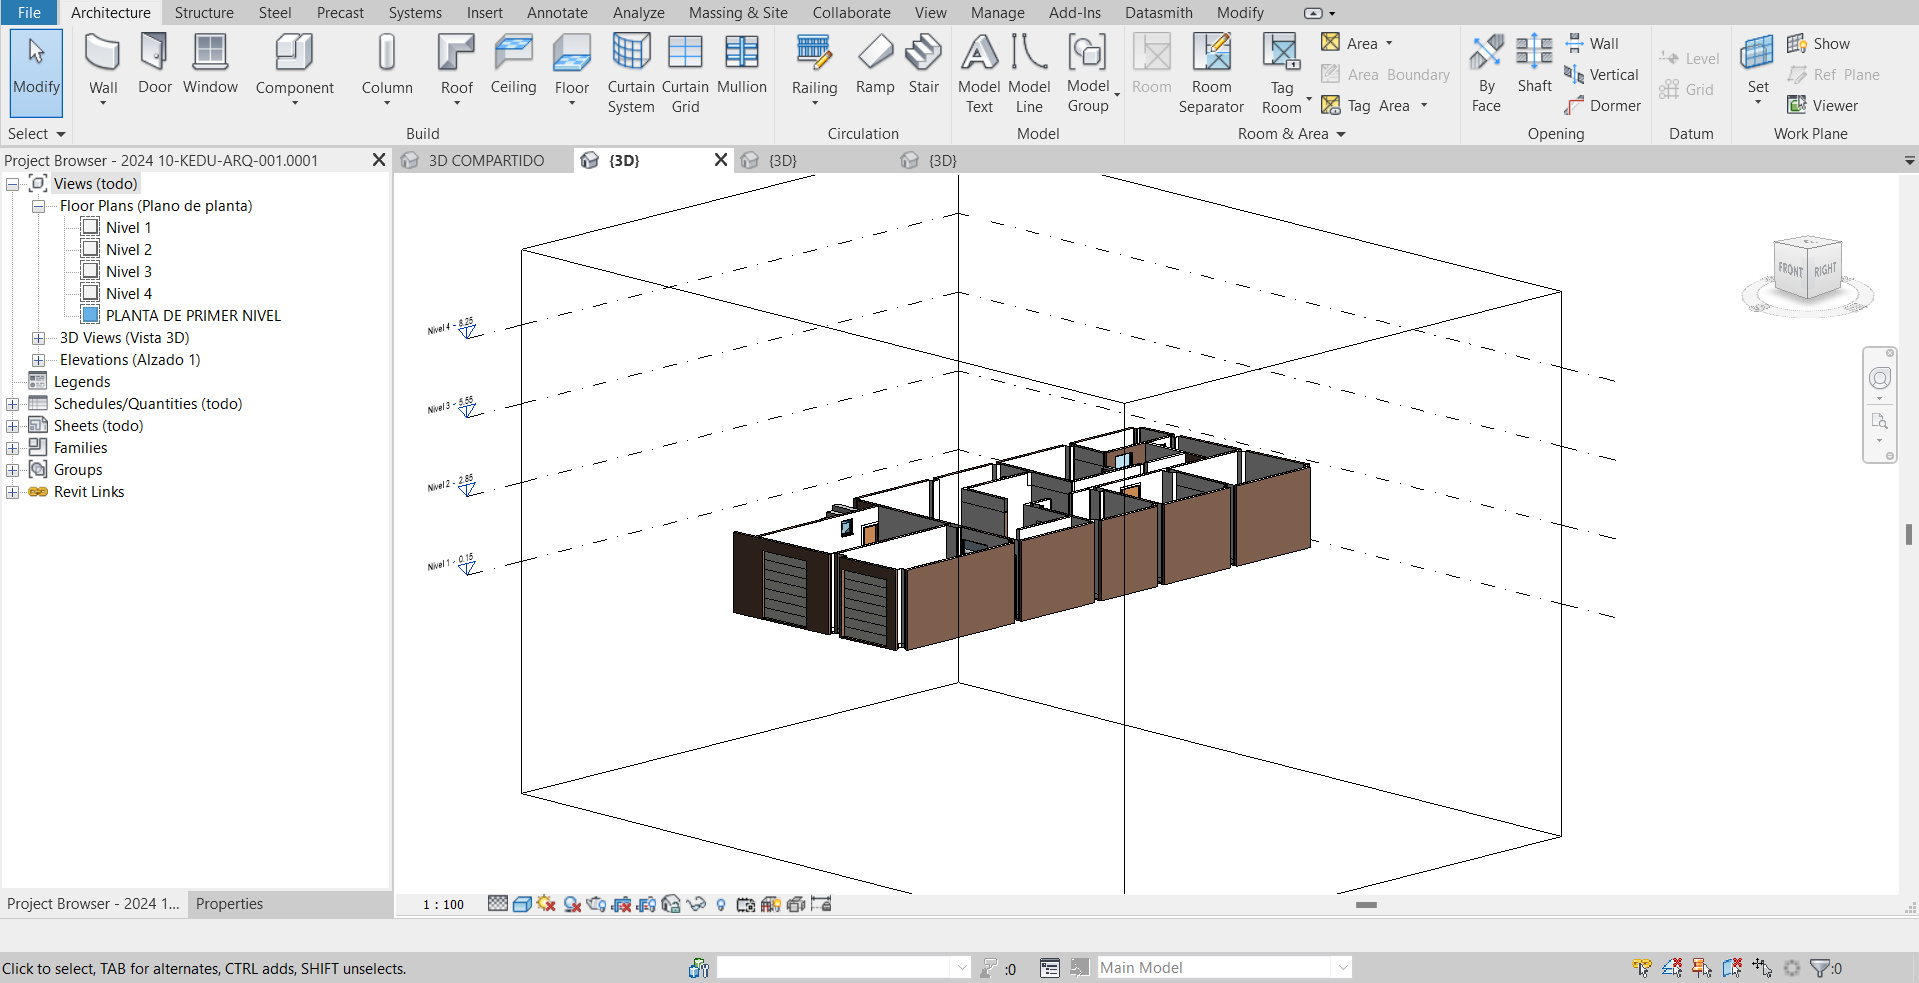 File Architecture Structure Steel Precast Systems Insert Annotate Analyze Massing & Site Collaborate View Manage Add-Ins Datasmith Modify
Modify
Wall
Door
Window
Component
Column
Roof
Ceiling
Floor
Curtain System
Curtain Grid
Mullion
Railing
Ramp
Stair
Model Text
Model Line
Model Group
Room
Room Separator
Tag Room
Area
Area Boundary
Tag Area
By Face
Shaft
Wall
Vertical
Dormer
Level
Grid
Set
Show
Ref Plane
Viewer
Select Build Circulation Model Room & Area Opening Datum Work Plane
Project Browser - 2024 10-KEDU-ARQ-001.0001
3D COMPARTIDO {3D} {3D} {3D}
Views (todo)
Floor Plans (Plano de planta)
Nivel 1
Nivel 2
Nivel 3
Nivel 4
PLANTA DE PRIMER NIVEL
3D Views (Vista 3D)
Elevations (Alzado 1)
Legends
Schedules/Quantities (todo)
Sheets (todo)
Families
Groups
Revit Links
Nivel 4 - 8.25
Nivel 3 - 5.55
Nivel 2 - 2.85
Nivel 1 - 0.15
FRONT RIGHT
Project Browser - 2024 1... Properties
1 : 100
Click to select, TAB for alternates, CTRL adds, SHIFT unselects.
:0
Main Model
:0